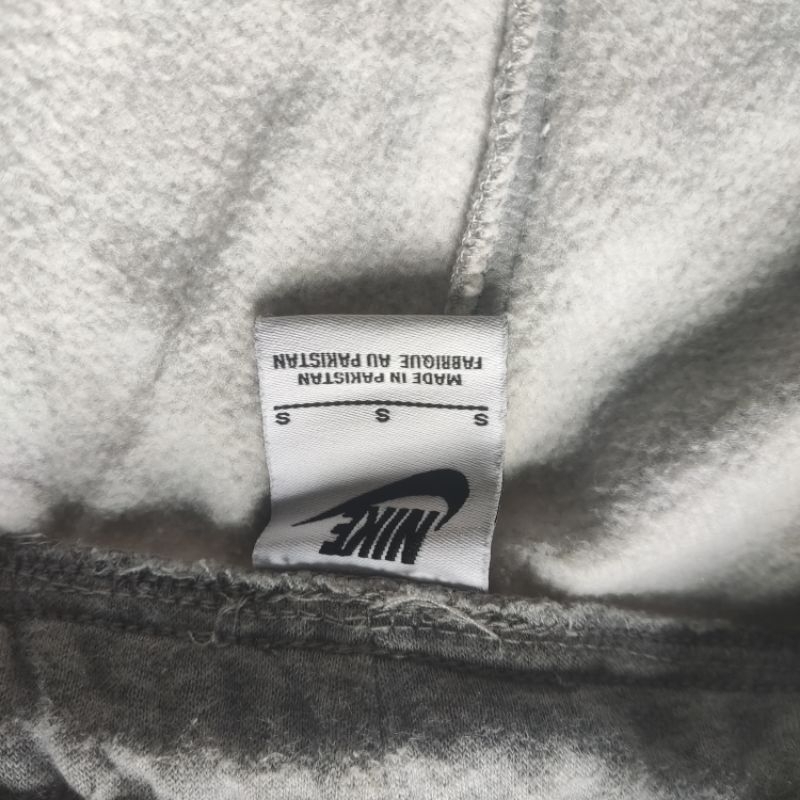 NIKE
S S S
MADE IN PAKISTAN
FABRIQUE AU PAKISTAN